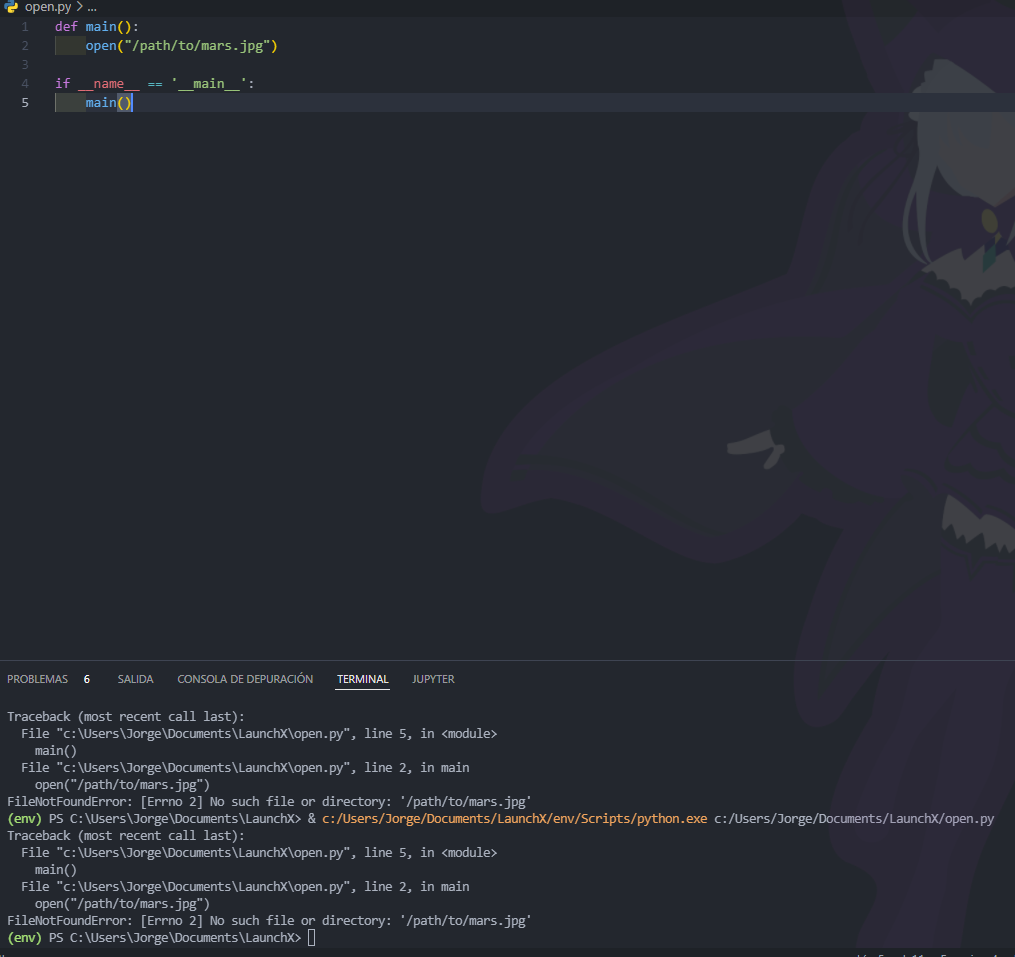 open.py > ...
1 def main():
2     open("/path/to/mars.jpg")
3
4 if __name__ == '__main__':
5     main()
PROBLEMAS 6 SALIDA CONSOLA DE DEPURACIÓN TERMINAL JUPYTER
Traceback (most recent call last):
  File "c:\Users\Jorge\Documents\LaunchX\open.py", line 5, in <module>
    main()
  File "c:\Users\Jorge\Documents\LaunchX\open.py", line 2, in main
    open("/path/to/mars.jpg")
FileNotFoundError: [Errno 2] No such file or directory: '/path/to/mars.jpg'
(env) PS C:\Users\Jorge\Documents\LaunchX> & c:/Users/Jorge/Documents/LaunchX/env/Scripts/python.exe c:/Users/Jorge/Documents/LaunchX/open.py
Traceback (most recent call last):
  File "c:\Users\Jorge\Documents\LaunchX\open.py", line 5, in <module>
    main()
  File "c:\Users\Jorge\Documents\LaunchX\open.py", line 2, in main
    open("/path/to/mars.jpg")
FileNotFoundError: [Errno 2] No such file or directory: '/path/to/mars.jpg'
(env) PS C:\Users\Jorge\Documents\LaunchX>